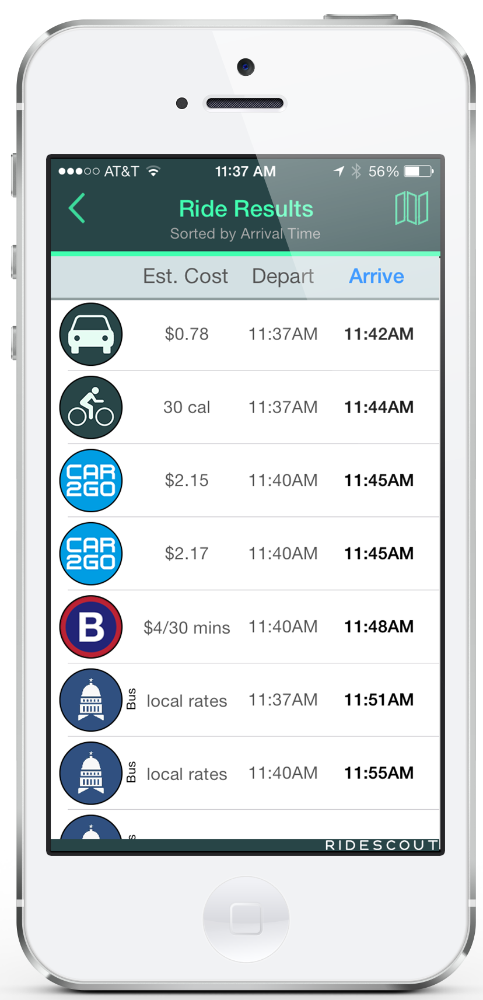 AT&T 11:37 AM 56%
Ride Results
Sorted by Arrival Time
Est. Cost Depart Arrive
$0.78 11:37AM 11:42AM
30 cal 11:37AM 11:44AM
CAR
2GO
$2.15 11:40AM 11:45AM
CAR
2GO
$2.17 11:40AM 11:45AM
B $4/30 mins 11:40AM 11:48AM
Bus local rates 11:37AM 11:51AM
Bus local rates 11:40AM 11:55AM
RIDESCOUT